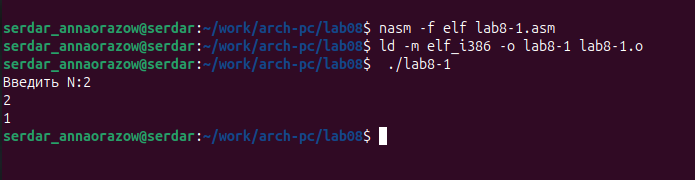 serdar_annaorazow@serdar:~/work/arch-pc/lab08$ nasm -f elf lab8-1.asm
serdar_annaorazow@serdar:~/work/arch-pc/lab08$ ld -m elf_i386 -o lab8-1 lab8-1.o
serdar_annaorazow@serdar:~/work/arch-pc/lab08$  ./lab8-1
Введить N:2
2
1
serdar_annaorazow@serdar:~/work/arch-pc/lab08$